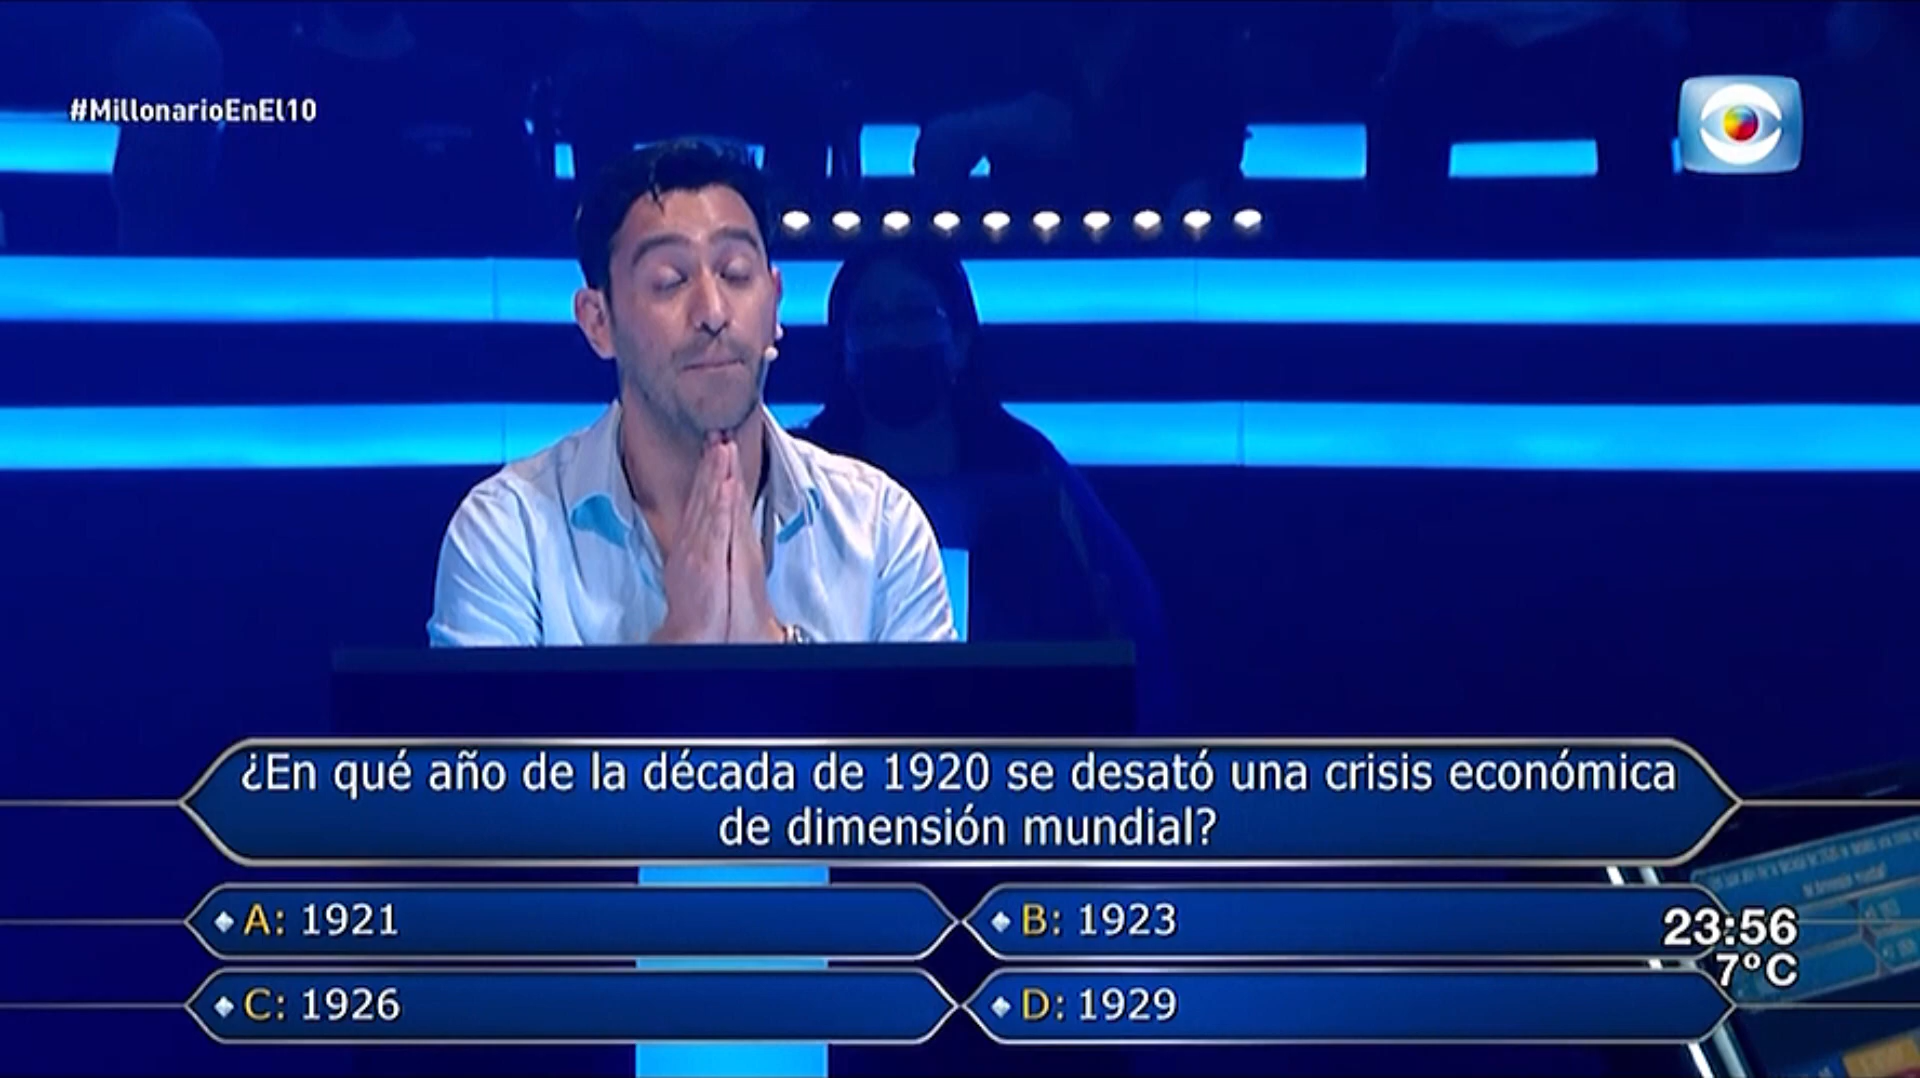 #MillonarioEnEl10
¿En qué año de la década de 1920 se desató una crisis económica
de dimensión mundial?
A: 1921
B: 1923
C: 1926
D: 1929
23:56
7°C